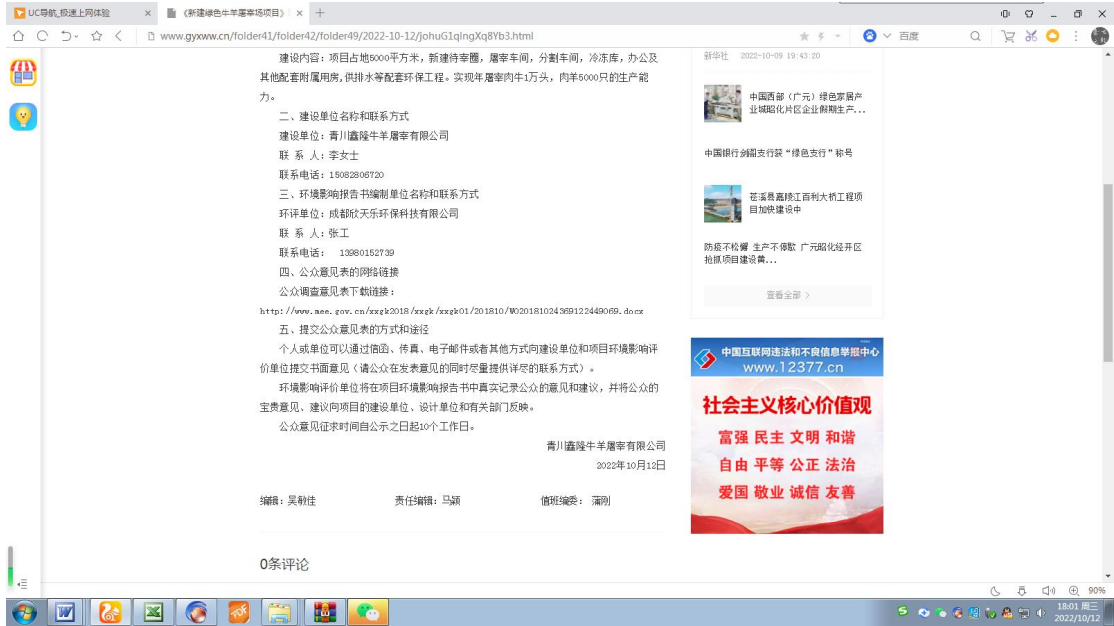 UC导航_极速上网体验
《新建绿色牛羊屠宰场项目》
www.gyxww.cn/folder41/folder42/folder49/2022-10-12/johuG1qIngXq8Yb3.html
百度
建设内容：项目占地5000平方米，新建待宰圈，屠宰车间，分割车间，冷冻库，办公及
其他配套附属用房,供排水等配套环保工程。实现年屠宰肉牛1万头，肉羊5000只的生产能
力。
二、建设单位名称和联系方式
建设单位：青川鑫隆牛羊屠宰有限公司
联 系 人：李女士
联系电话：15082806720
三、环境影响报告书编制单位名称和联系方式
环评单位：成都欣天乐环保科技有限公司
联 系 人：张工
联系电话： 13980152739
四、公众意见表的网络链接
公众调查意见表下载链接：
http://www.mee.gov.cn/xxgk2018/xxgk/xxgk01/201810/W020181024369122449069.docx
五、提交公众意见表的方式和途径
个人或单位可以通过信函、传真、电子邮件或者其他方式向建设单位和项目环境影响评
价单位提交书面意见（请公众在发表意见的同时尽量提供详尽的联系方式）。
环境影响评价单位将在项目环境影响报告书中真实记录公众的意见和建议，并将公众的
宝贵意见、建议向项目的建设单位、设计单位和有关部门反映。
公众意见征求时间自公示之日起10个工作日。
青川鑫隆牛羊屠宰有限公司
2022年10月12日
编辑：吴敏佳 责任编辑：马颖 值班编委： 蒲刚
0条评论
新华社 2022-10-09 19:43:20
中国西部（广元）绿色家居产
业城昭化片区企业假期生产...
中国银行剑阁支行获“绿色支行”称号
苍溪县嘉陵江百利大桥工程项
目加快建设中
防疫不松懈 生产不停歇 广元昭化经开区
抢抓项目建设黄...
查看全部
中国互联网违法和不良信息举报中心
www.12377.cn
社会主义核心价值观
富强 民主 文明 和谐
自由 平等 公正 法治
爱国 敬业 诚信 友善
90%
18:01 周三
2022/10/12